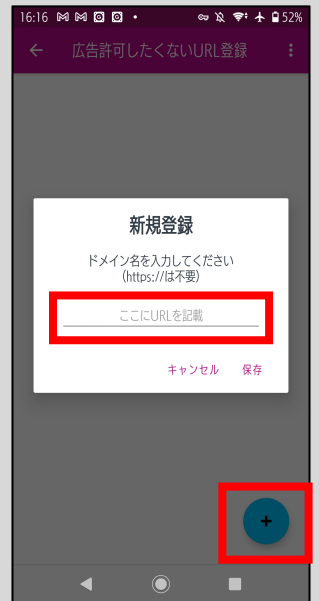 16:16 52%
広告許可したくないURL登録
新規登録
ドメイン名を入力してください
(https://は不要)
ここにURLを記載
キャンセル 保存
+